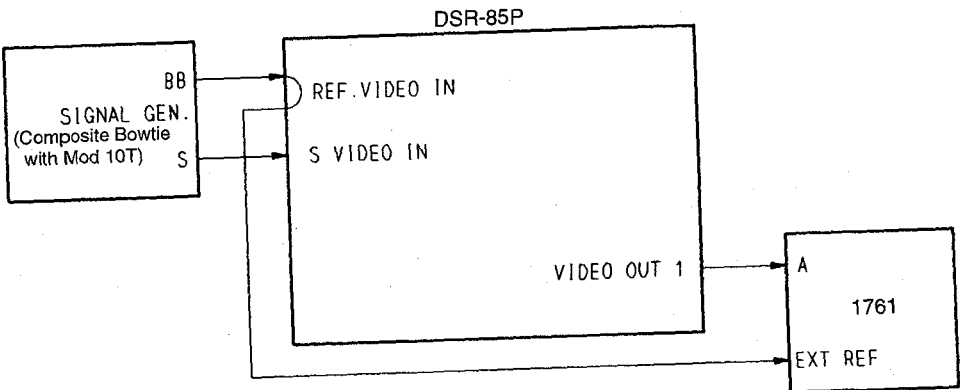 DSR-85P
BB
SIGNAL GEN.
(Composite Bowtie
with Mod 10T)
S
REF.VIDEO IN
S VIDEO IN
VIDEO OUT 1
A
1761
EXT REF